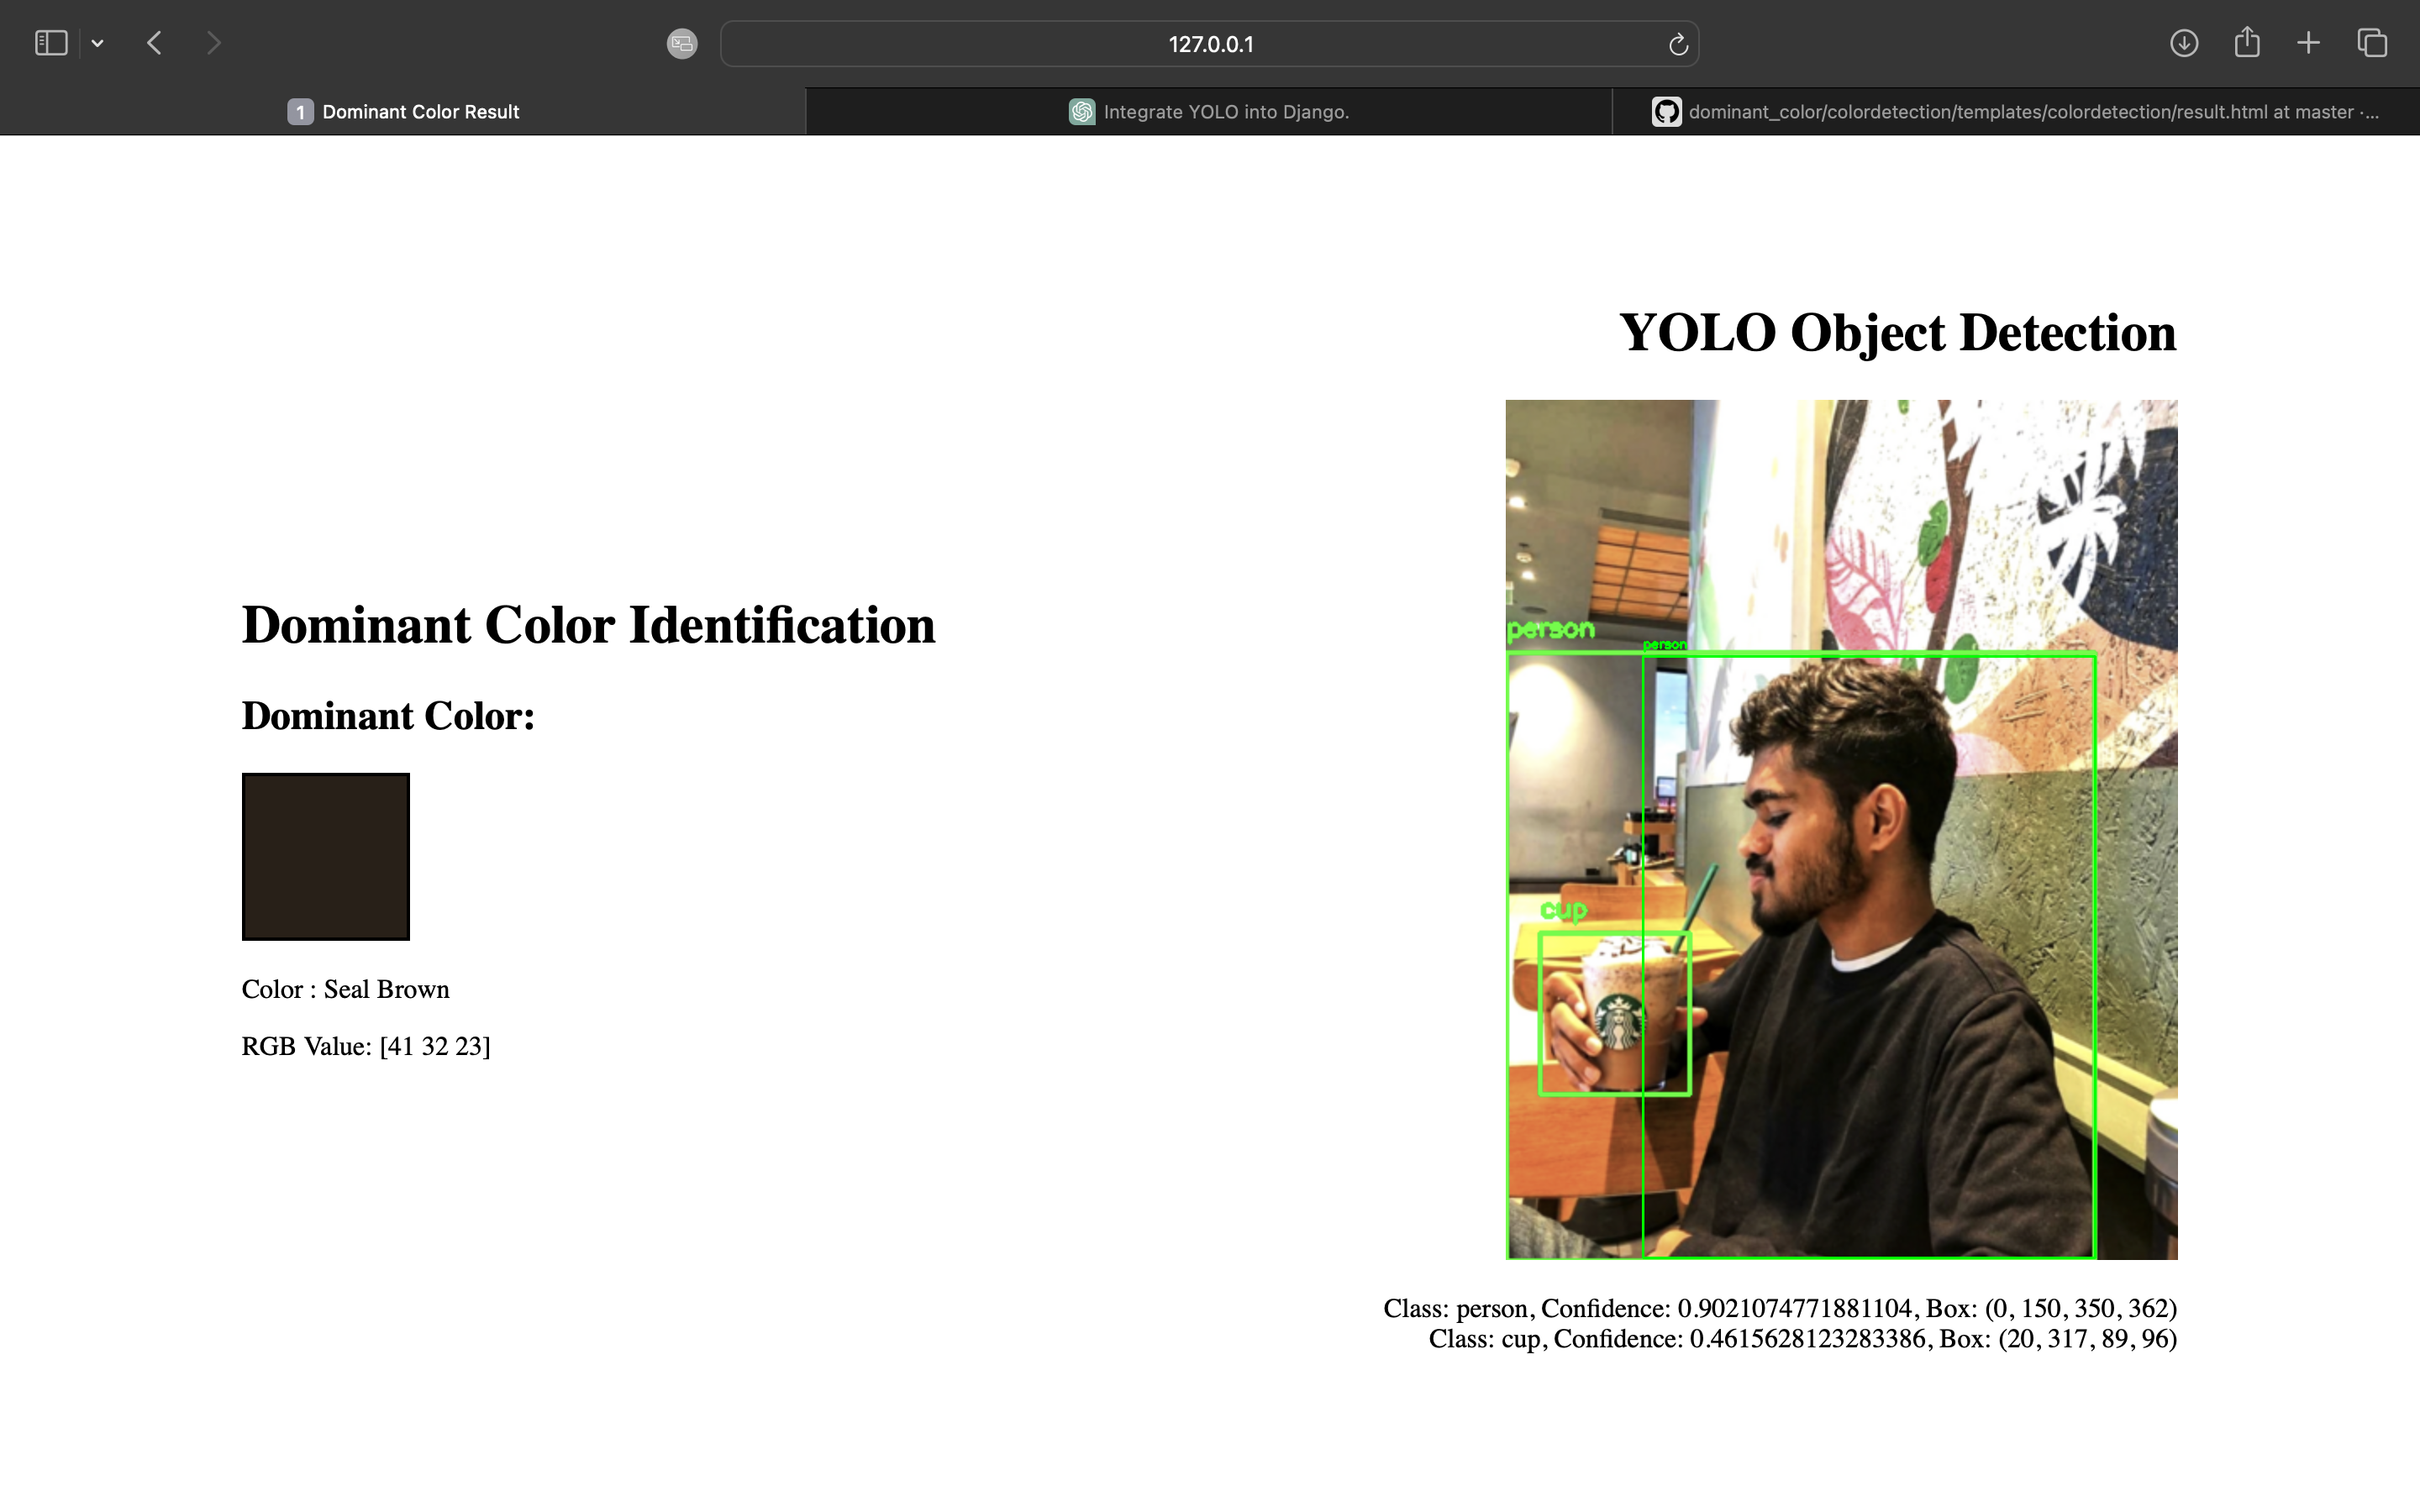 127.0.0.1
1 Dominant Color Result
Integrate YOLO into Django.
dominant_color/colordetection/templates/colordetection/result.html at master ·...
Dominant Color Identification
Dominant Color:
Color : Seal Brown
RGB Value: [41 32 23]
YOLO Object Detection
person
person
cup
Class: person, Confidence: 0.9021074771881104, Box: (0, 150, 350, 362)
Class: cup, Confidence: 0.4615628123283386, Box: (20, 317, 89, 96)